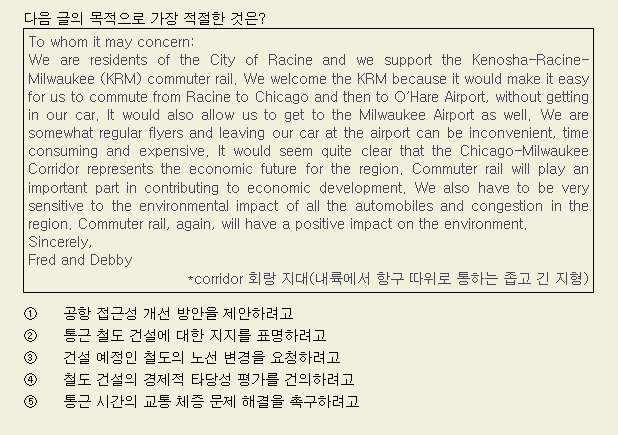 다음 글의 목적으로 가장 적절한 것은?
To whom it may concern:
We are residents of the City of Racine and we support the Kenosha-Racine-
Milwaukee (KRM) commuter rail. We welcome the KRM because it would make it easy
for us to commute from Racine to Chicago and then to O'Hare Airport, without getting
in our car. It would also allow us to get to the Milwaukee Airport as well. We are
somewhat regular flyers and leaving our car at the airport can be inconvenient, time
consuming and expensive. It would seem quite clear that the Chicago-Milwaukee
Corridor represents the economic future for the region. Commuter rail will play an
important part in contributing to economic development. We also have to be very
sensitive to the environmental impact of all the automobiles and congestion in the
region. Commuter rail, again, will have a positive impact on the environment.
Sincerely,
Fred and Debby
*corridor 회랑 지대(내륙에서 항구 따위로 통하는 좁고 긴 지형)
① 공항 접근성 개선 방안을 제안하려고
② 통근 철도 건설에 대한 지지를 표명하려고
③ 건설 예정인 철도의 노선 변경을 요청하려고
④ 철도 건설의 경제적 타당성 평가를 건의하려고
⑤ 통근 시간의 교통 체증 문제 해결을 촉구하려고